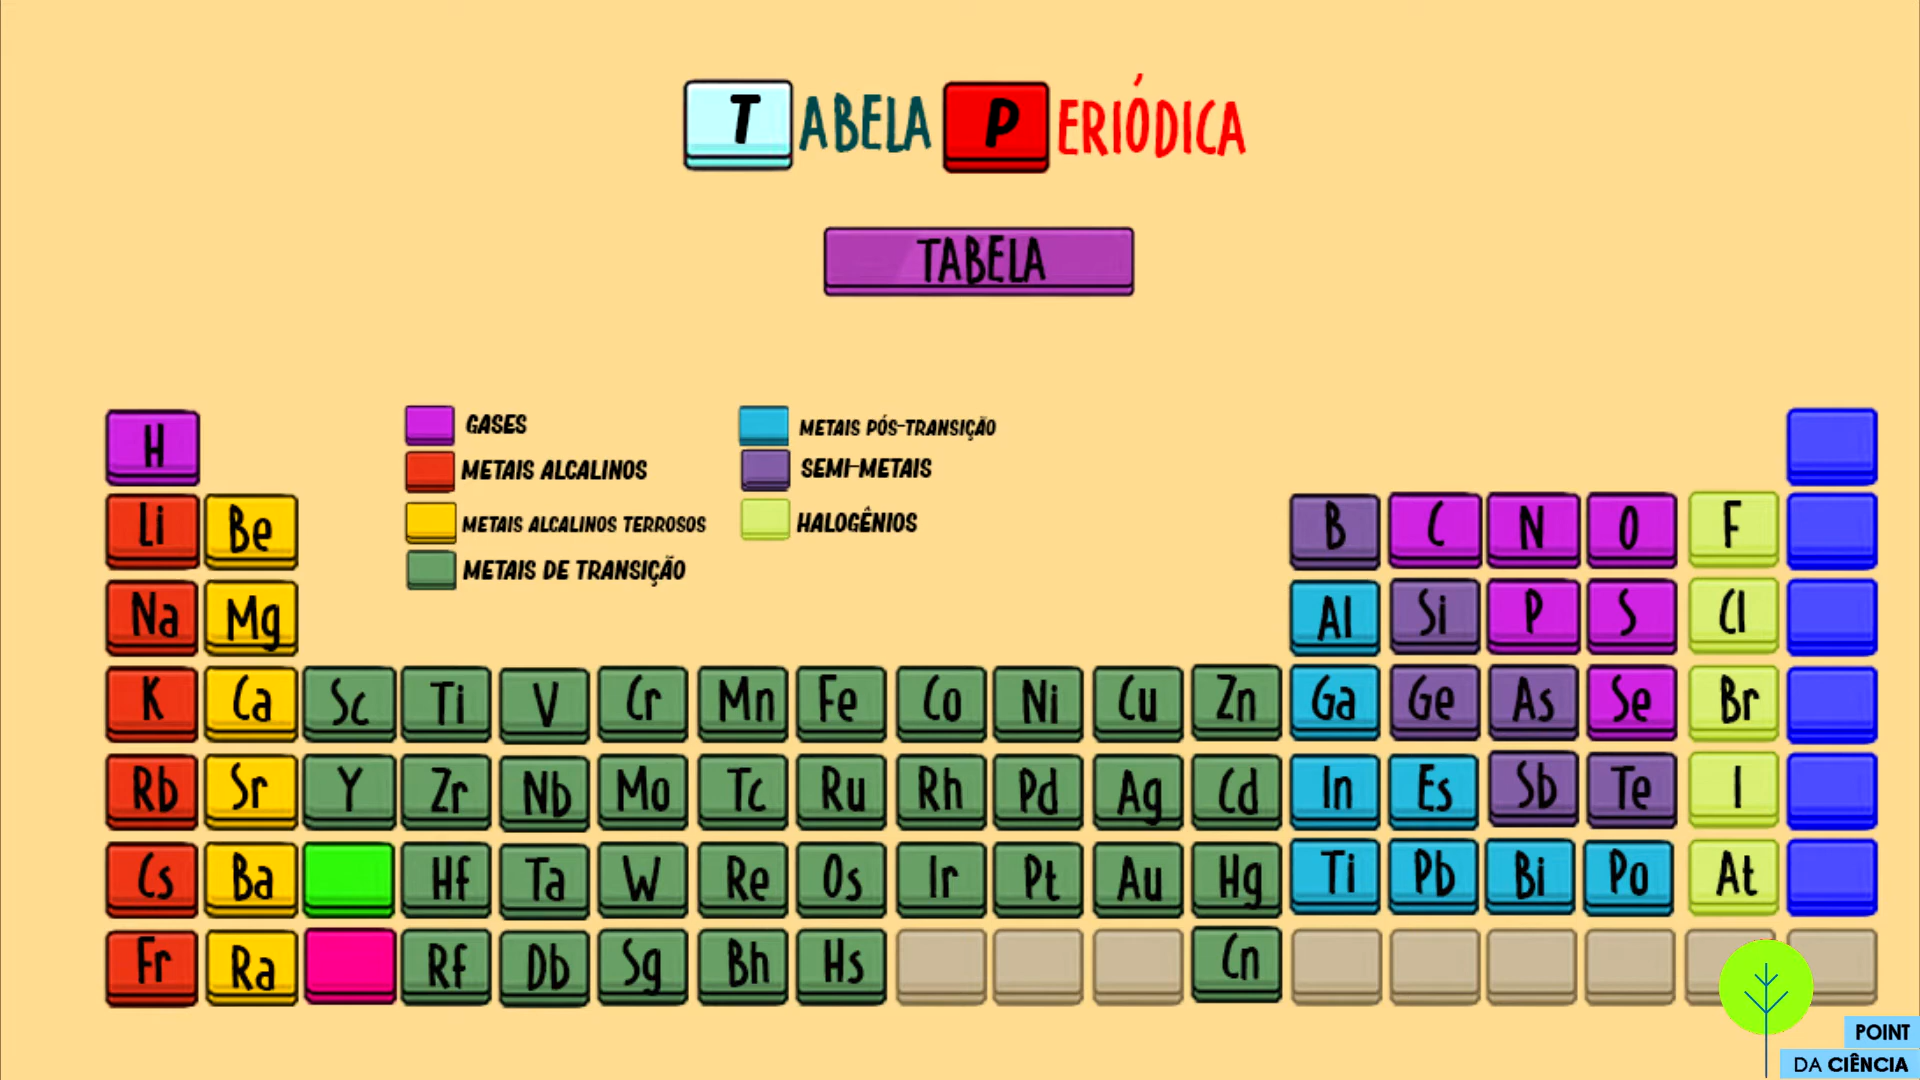 TABELA PERIÓDICA
TABELA
GASES
METAIS ALCALINOS
METAIS ALCALINOS TERROSOS
METAIS DE TRANSIÇÃO
METAIS PÓS-TRANSIÇÃO
SEMI-METAIS
HALOGÊNIOS
H
Li Be B C N O F
Na Mg Al Si P S Cl
K Ca Sc Ti V Cr Mn Fe Co Ni Cu Zn Ga Ge As Se Br
Rb Sr Y Zr Nb Mo Tc Ru Rh Pd Ag Cd In Es Sb Te I
Cs Ba Hf Ta W Re Os Ir Pt Au Hg Ti Pb Bi Po At
Fr Ra Rf Db Sg Bh Hs Cn
POINT
DA CIÊNCIA